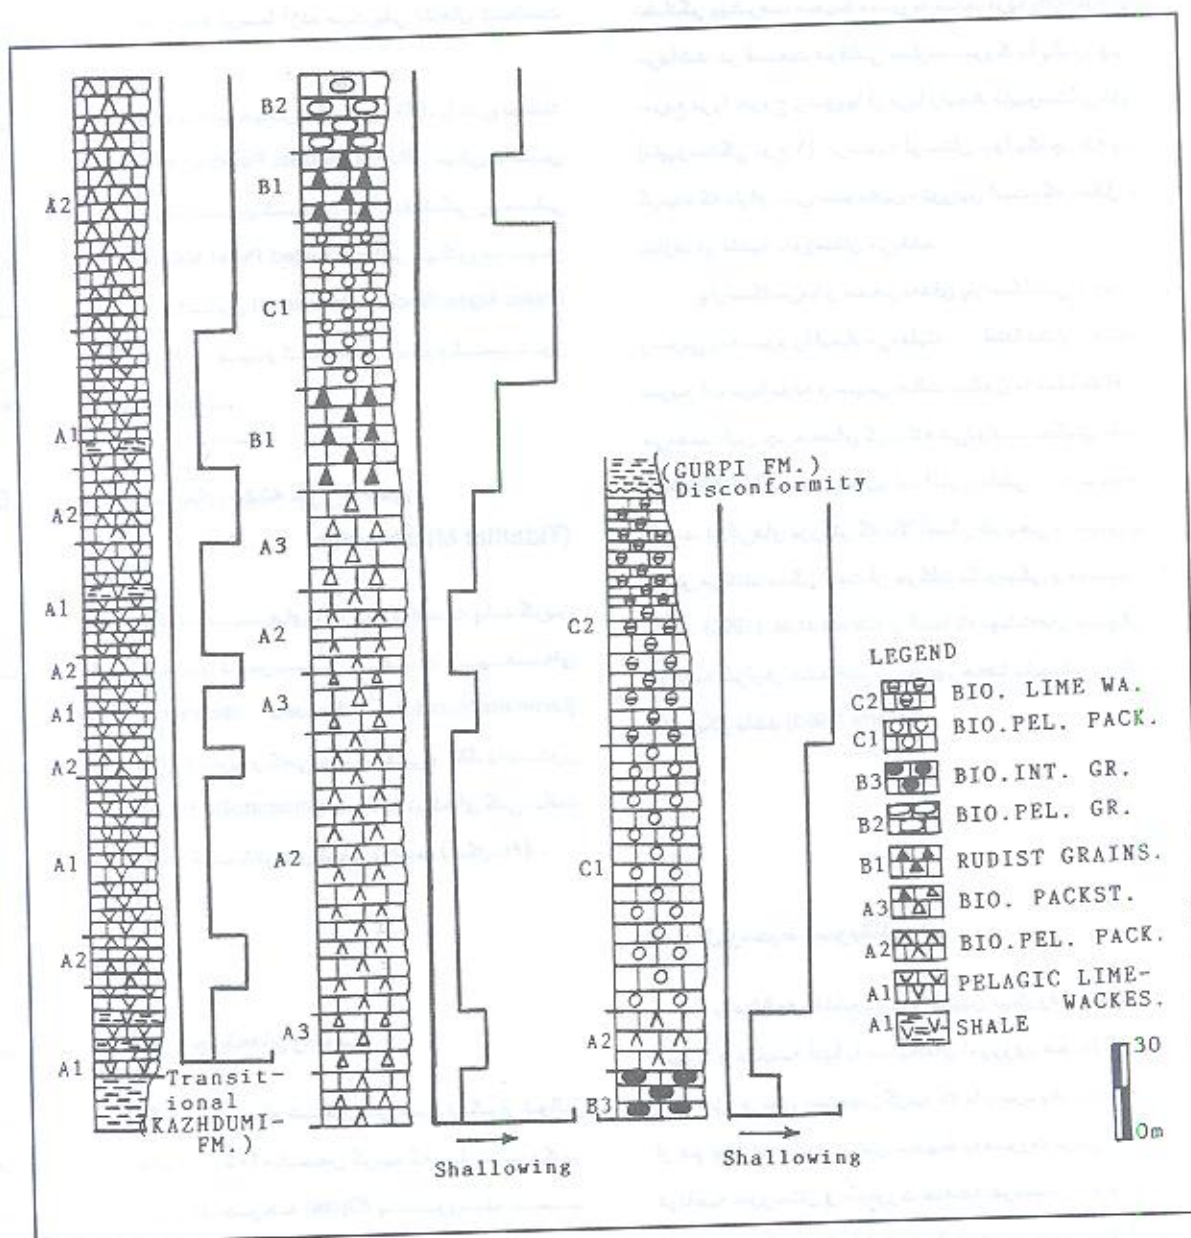 A2
A1
A2
A1
A2
A1
A2
A1
A2
A1
Transit-
ional
(KAZHDUMI-
FM.)
B2
B1
C1
B1
A3
A2
A3
A2
A3
Shallowing
(GURPI FM.)
Disconformity
C2
C1
A2
B3
Shallowing
LEGEND
C2 BIO. LIME WA.
C1 BIO.PEL. PACK.
B3 BIO.INT. GR.
B2 BIO.PEL. GR.
B1 RUDIST GRAINS.
A3 BIO. PACKST.
A2 BIO.PEL. PACK.
A1 PELAGIC LIME-
WACKES.
A1 SHALE
30
0m